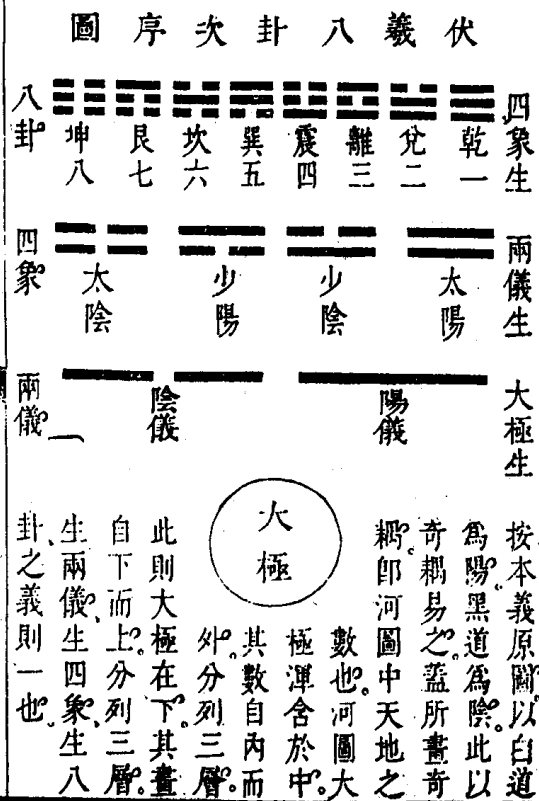 伏羲八卦次序圖
四象生
乾一
兌二
離三
震四
巽五
坎六
艮七
坤八
八卦。
兩儀生
太陽
少陰
少陽
太陰
四象。
大極生
陽儀
陰儀
兩儀。
大極
按本義原圖。以白道
爲陽。黑道爲陰。此以
奇耦易之。蓋所畫奇
耦。卽河圖中天地之
數也。河圖大
極渾含於中。
其數自內而
外。分列三層。
此則大極在下。其畫
自下而上。分列三層。
生兩儀。生四象。生八
卦之義則一也。